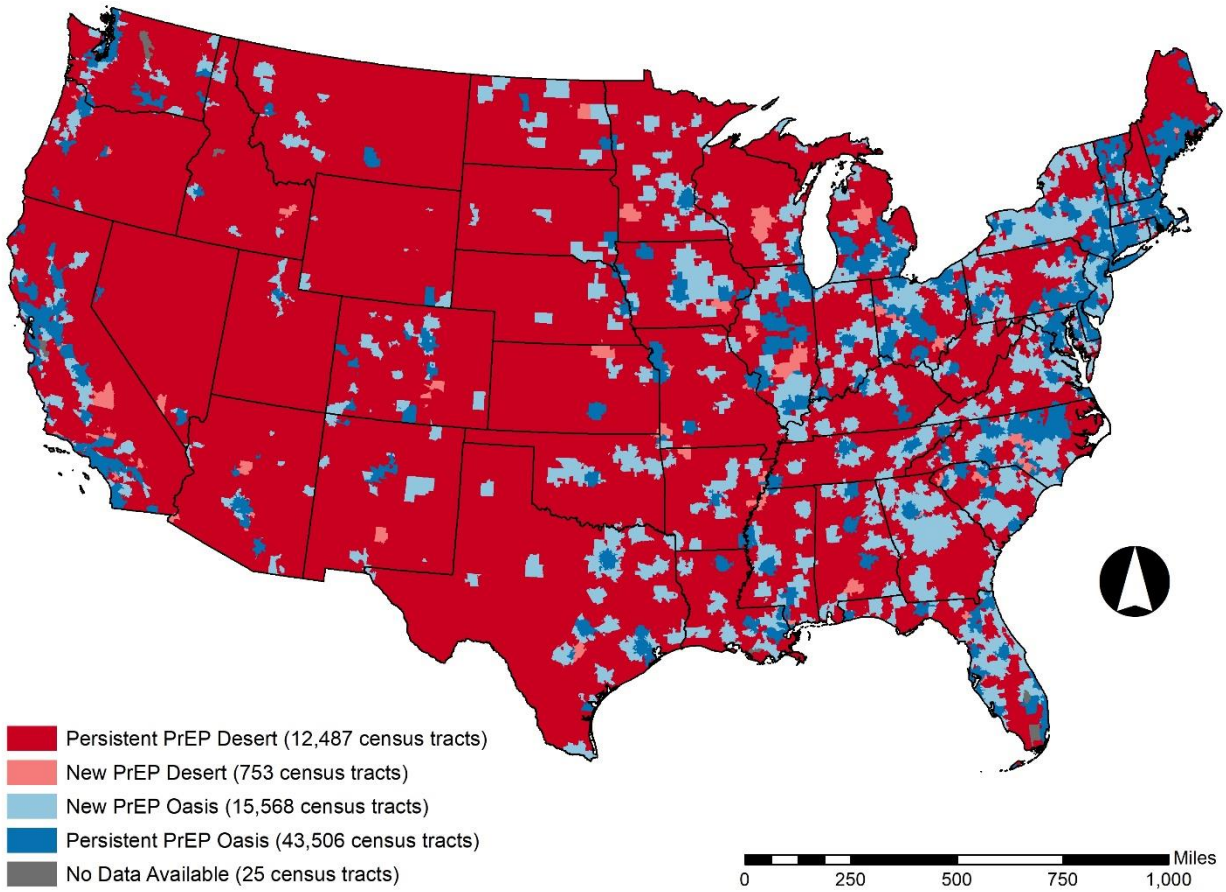 Persistent PrEP Desert (12,487 census tracts)
New PrEP Desert (753 census tracts)
New PrEP Oasis (15,568 census tracts)
Persistent PrEP Oasis (43,506 census tracts)
No Data Available (25 census tracts)
Miles
0 250 500 750 1,000